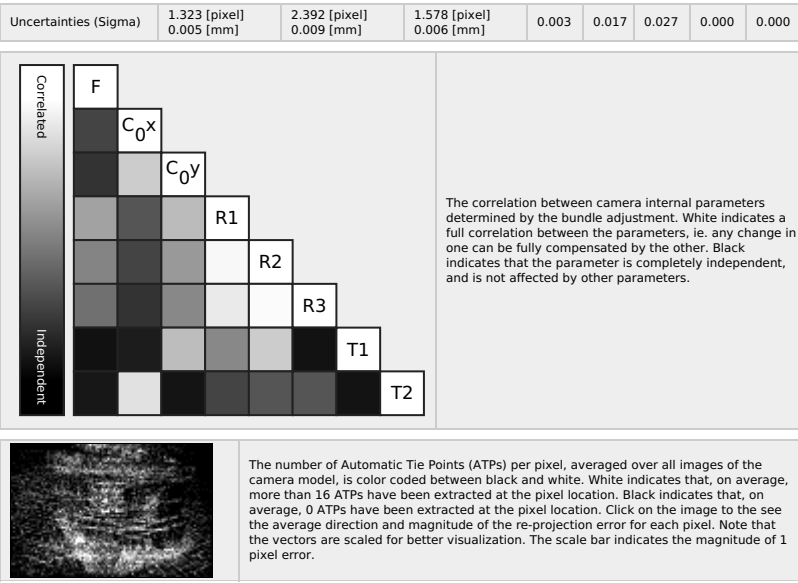 Uncertainties (Sigma) 1.323 [pixel] 2.392 [pixel] 1.578 [pixel] 0.003 0.017 0.027 0.000 0.000
0.005 [mm] 0.009 [mm] 0.006 [mm]
Correlated
Independent
F
C0x
C0y
R1
R2
R3
T1
T2
The correlation between camera internal parameters
determined by the bundle adjustment. White indicates a
full correlation between the parameters, ie. any change in
one can be fully compensated by the other. Black
indicates that the parameter is completely independent,
and is not affected by other parameters.
The number of Automatic Tie Points (ATPs) per pixel, averaged over all images of the
camera model, is color coded between black and white. White indicates that, on average,
more than 16 ATPs have been extracted at the pixel location. Black indicates that, on
average, 0 ATPs have been extracted at the pixel location. Click on the image to the see
the average direction and magnitude of the re-projection error for each pixel. Note that
the vectors are scaled for better visualization. The scale bar indicates the magnitude of 1
pixel error.